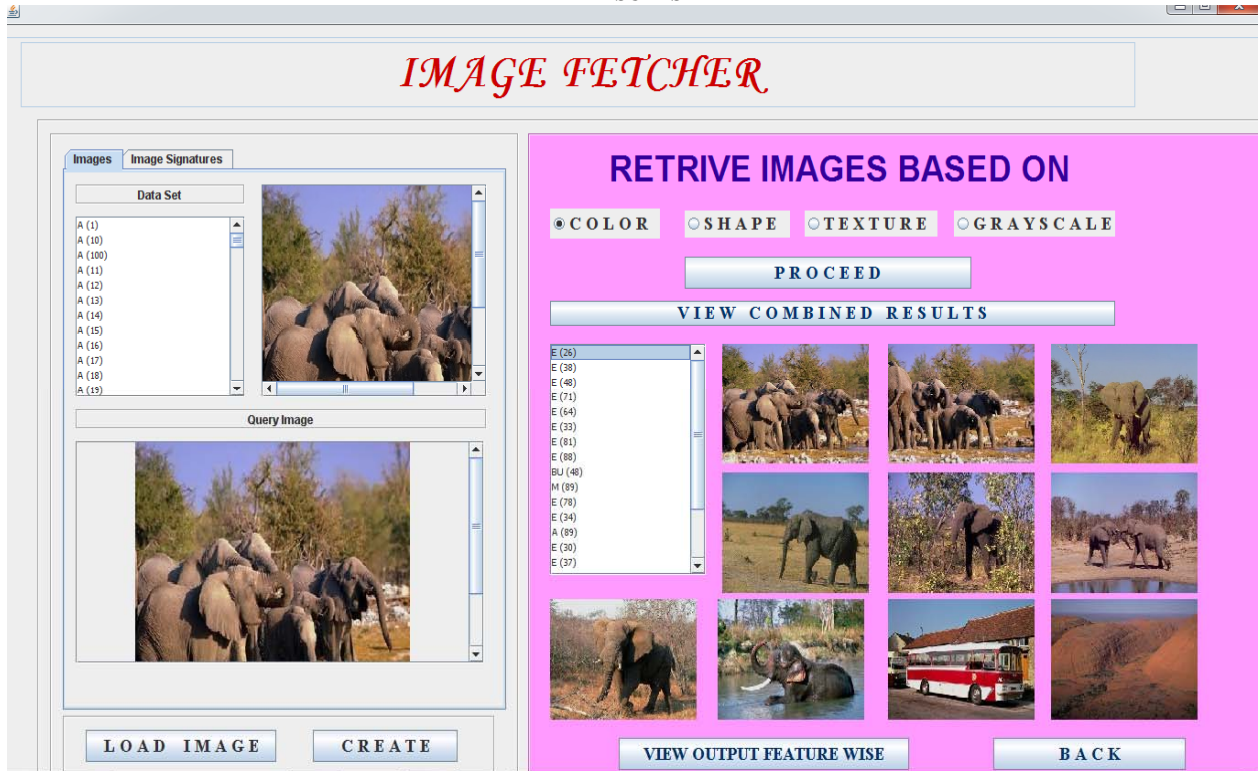 IMAGE FETCHER
Images Image Signatures
Data Set
A (1)
A (10)
A (100)
A (11)
A (12)
A (13)
A (14)
A (15)
A (16)
A (17)
A (18)
A (19)
Query Image
LOAD IMAGE CREATE
RETRIVE IMAGES BASED ON
COLOR SHAPE TEXTURE GRAYSCALE
PROCEED
VIEW COMBINED RESULTS
E (26)
E (38)
E (48)
E (71)
E (64)
E (33)
E (81)
E (88)
BU (48)
M (89)
E (78)
E (34)
A (89)
E (30)
E (37)
VIEW OUTPUT FEATURE WISE BACK